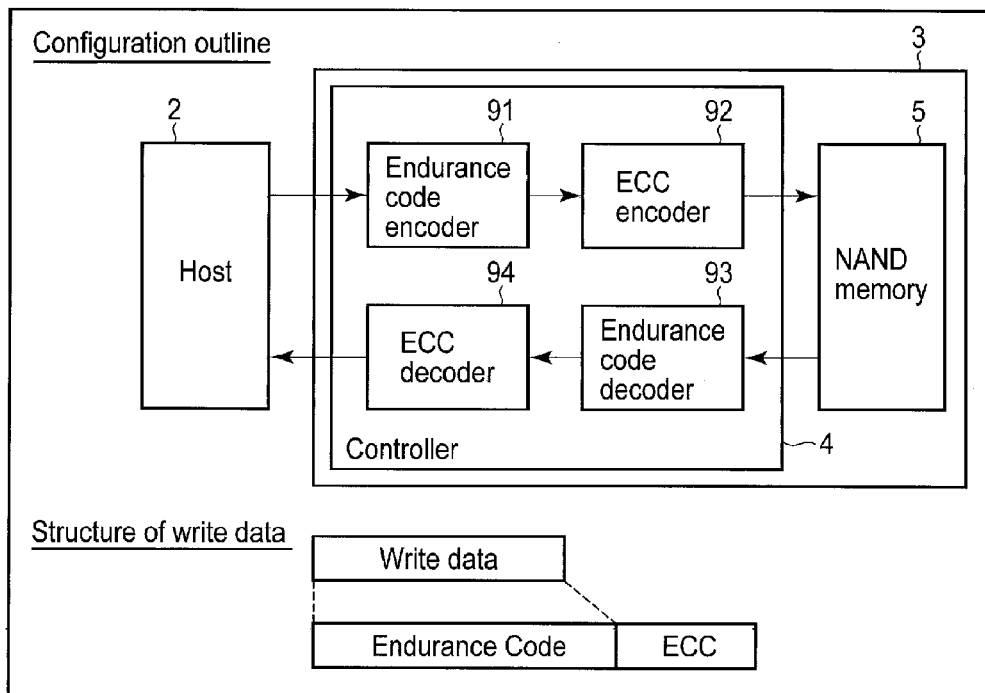 Configuration outline
3
2
91
92
5
Endurance
code
encoder
ECC
encoder
Host
NAND
memory
94
93
ECC
decoder
Endurance
code
decoder
Controller
4
Structure of write data
Write data
Endurance Code
ECC